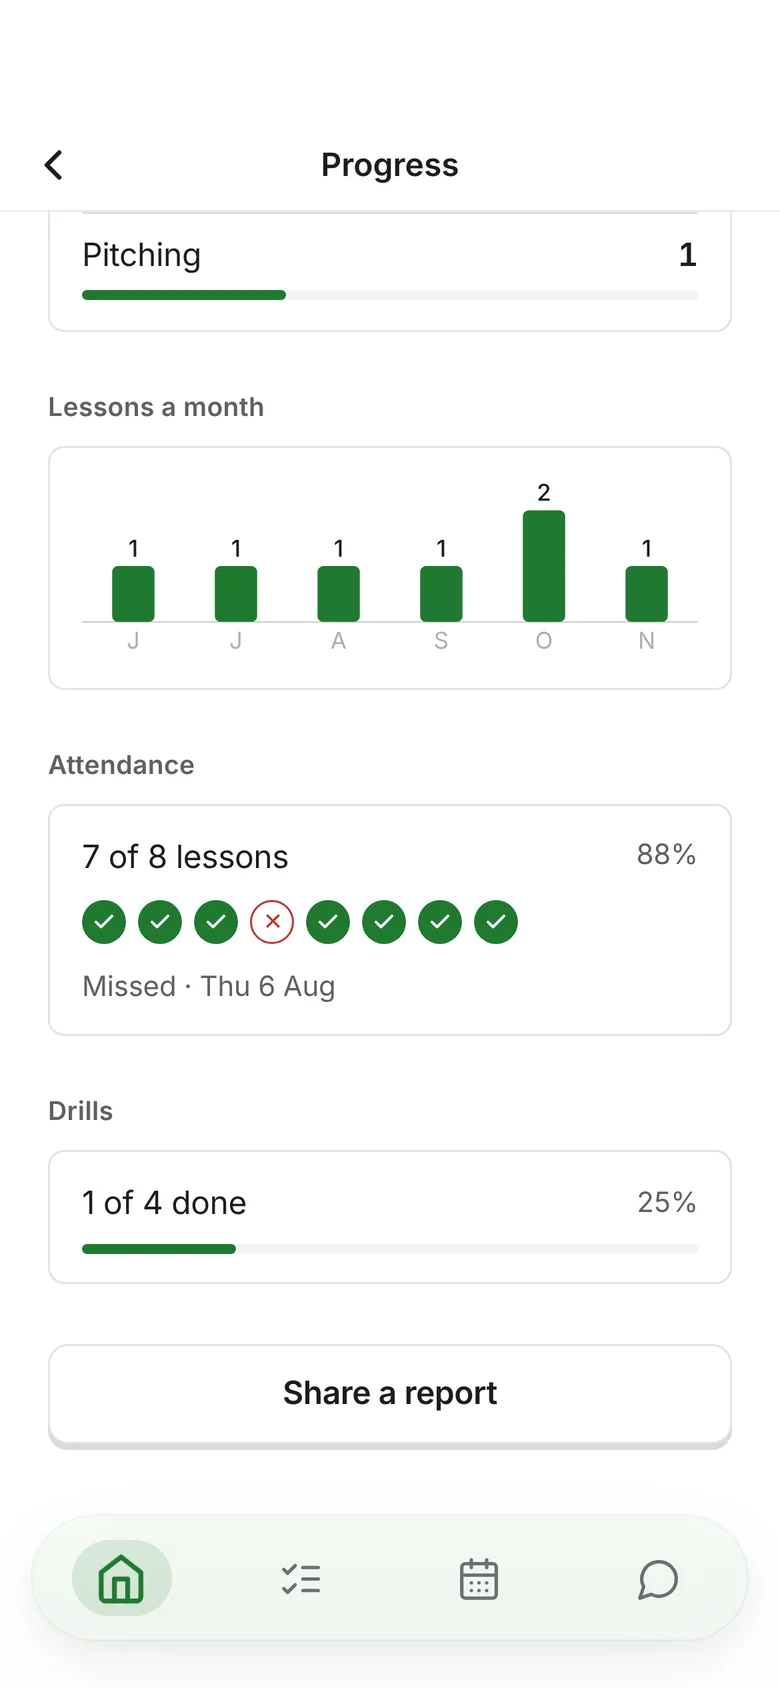 Progress
Pitching 1
Lessons a month
1 1 1 1 2 1
J J A S O N
Attendance
7 of 8 lessons 88%
Missed · Thu 6 Aug
Drills
1 of 4 done 25%
Share a report